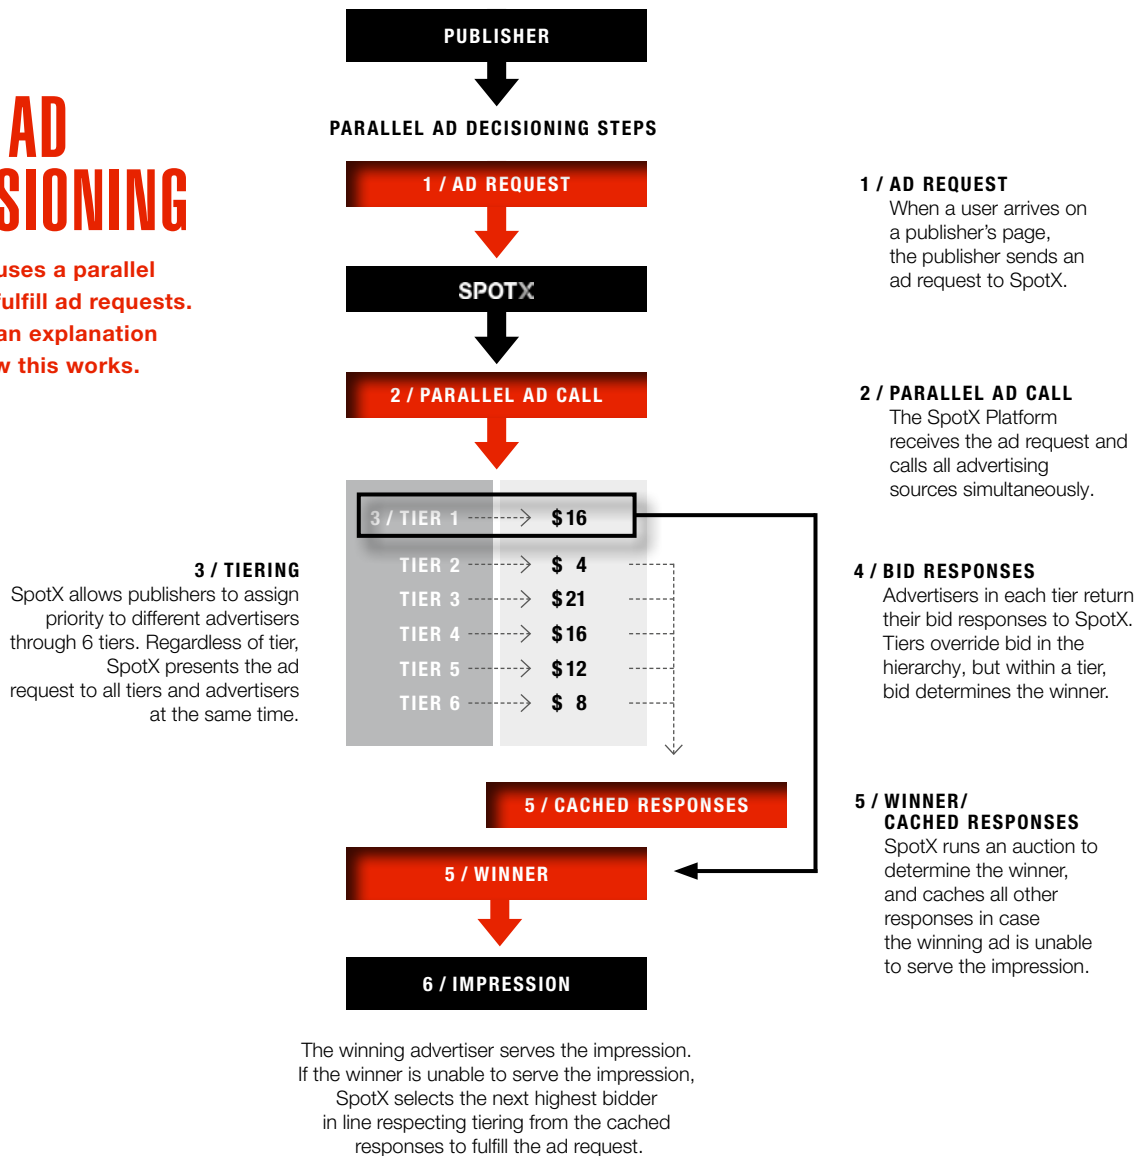 PUBLISHER
PARALLEL AD DECISIONING STEPS
AD
SIONING
uses a parallel
fulfill ad requests.
an explanation
w this works.
1 / AD REQUEST
SPOTX
2 / PARALLEL AD CALL
3 / TIER 1 $16
TIER 2 $ 4
TIER 3 $21
TIER 4 $16
TIER 5 $12
TIER 6 $ 8
5 / CACHED RESPONSES
5 / WINNER
6 / IMPRESSION
The winning advertiser serves the impression.
If the winner is unable to serve the impression,
SpotX selects the next highest bidder
in line respecting tiering from the cached
responses to fulfill the ad request.
3 / TIERING
SpotX allows publishers to assign
priority to different advertisers
through 6 tiers. Regardless of tier,
SpotX presents the ad
request to all tiers and advertisers
at the same time.
1 / AD REQUEST
When a user arrives on
a publisher's page,
the publisher sends an
ad request to SpotX.
2 / PARALLEL AD CALL
The SpotX Platform
receives the ad request and
calls all advertising
sources simultaneously.
4 / BID RESPONSES
Advertisers in each tier return
their bid responses to SpotX.
Tiers override bid in the
hierarchy, but within a tier,
bid determines the winner.
5 / WINNER/
CACHED RESPONSES
SpotX runs an auction to
determine the winner,
and caches all other
responses in case
the winning ad is unable
to serve the impression.